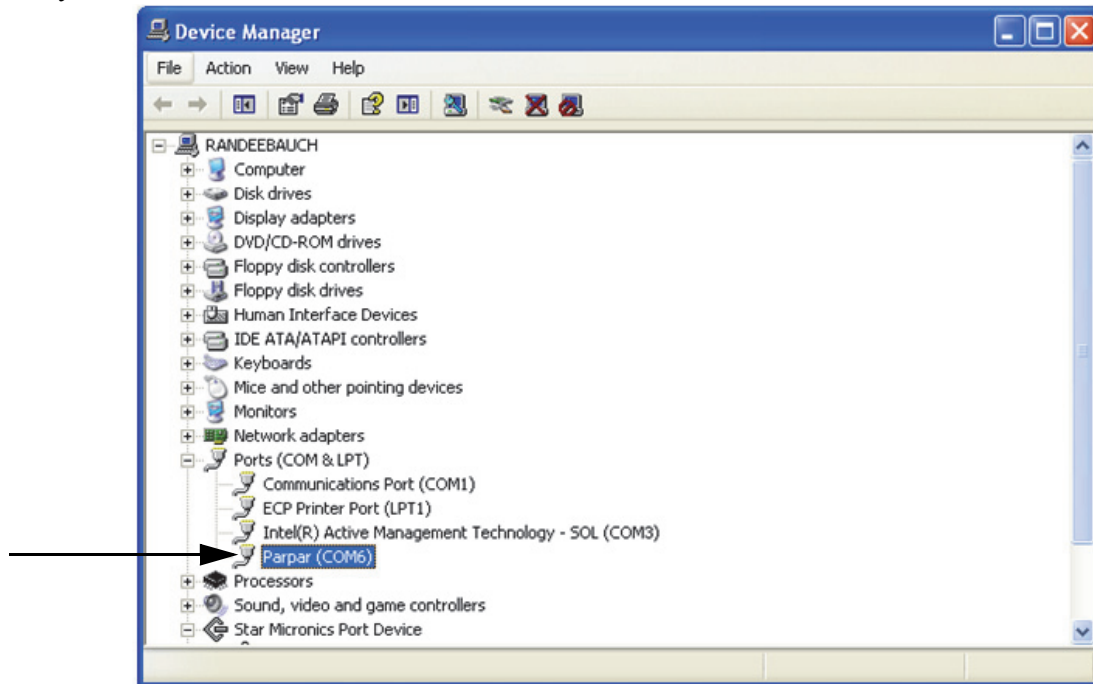 Device Manager
File Action View Help
RANDEEBAUCH
Computer
Disk drives
Display adapters
DVD/CD-ROM drives
Floppy disk controllers
Floppy disk drives
Human Interface Devices
IDE ATA/ATAPI controllers
Keyboards
Mice and other pointing devices
Monitors
Network adapters
Ports (COM & LPT)
Communications Port (COM1)
ECP Printer Port (LPT1)
Intel(R) Active Management Technology - SOL (COM3)
Parpar (COM6)
Processors
Sound, video and game controllers
Star Micronics Port Device